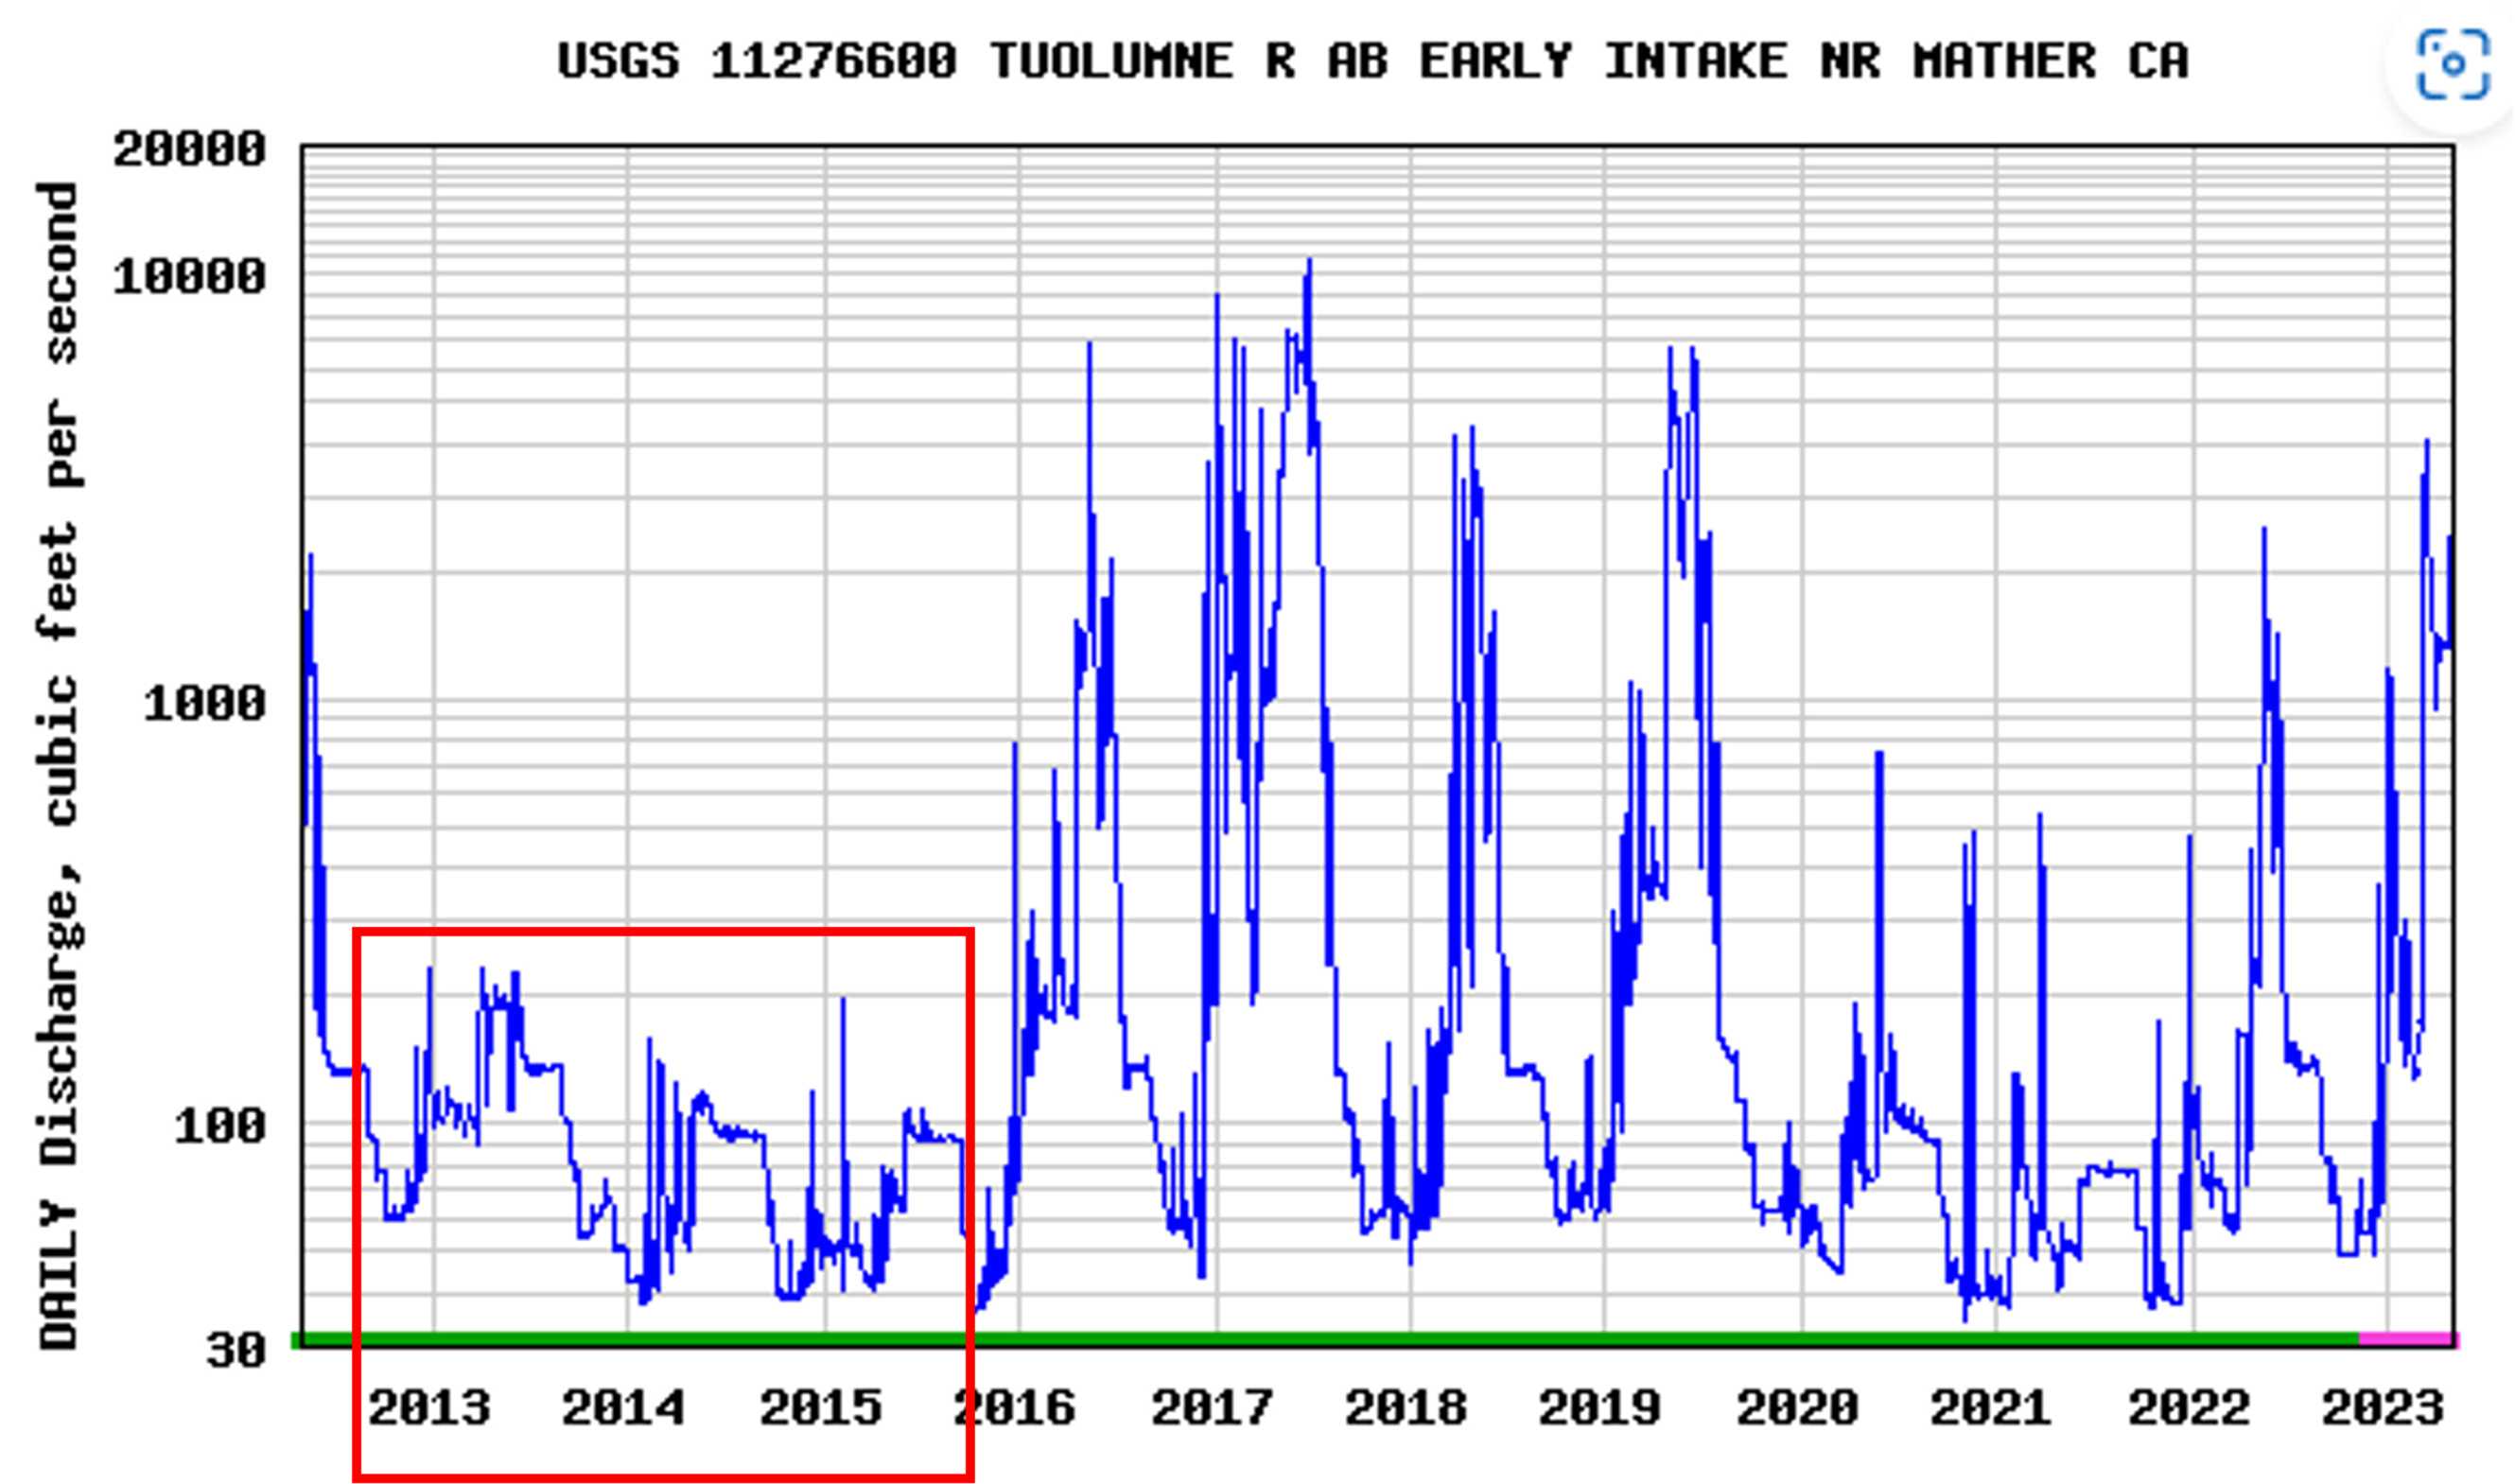 USGS 11276600 TUOLUMNE R AB EARLY INTAKE NR MATHER CA
20000
10000
1000
100
30
DAILY Discharge, cubic feet per second
2013 2014 2015 2016 2017 2018 2019 2020 2021 2022 2023